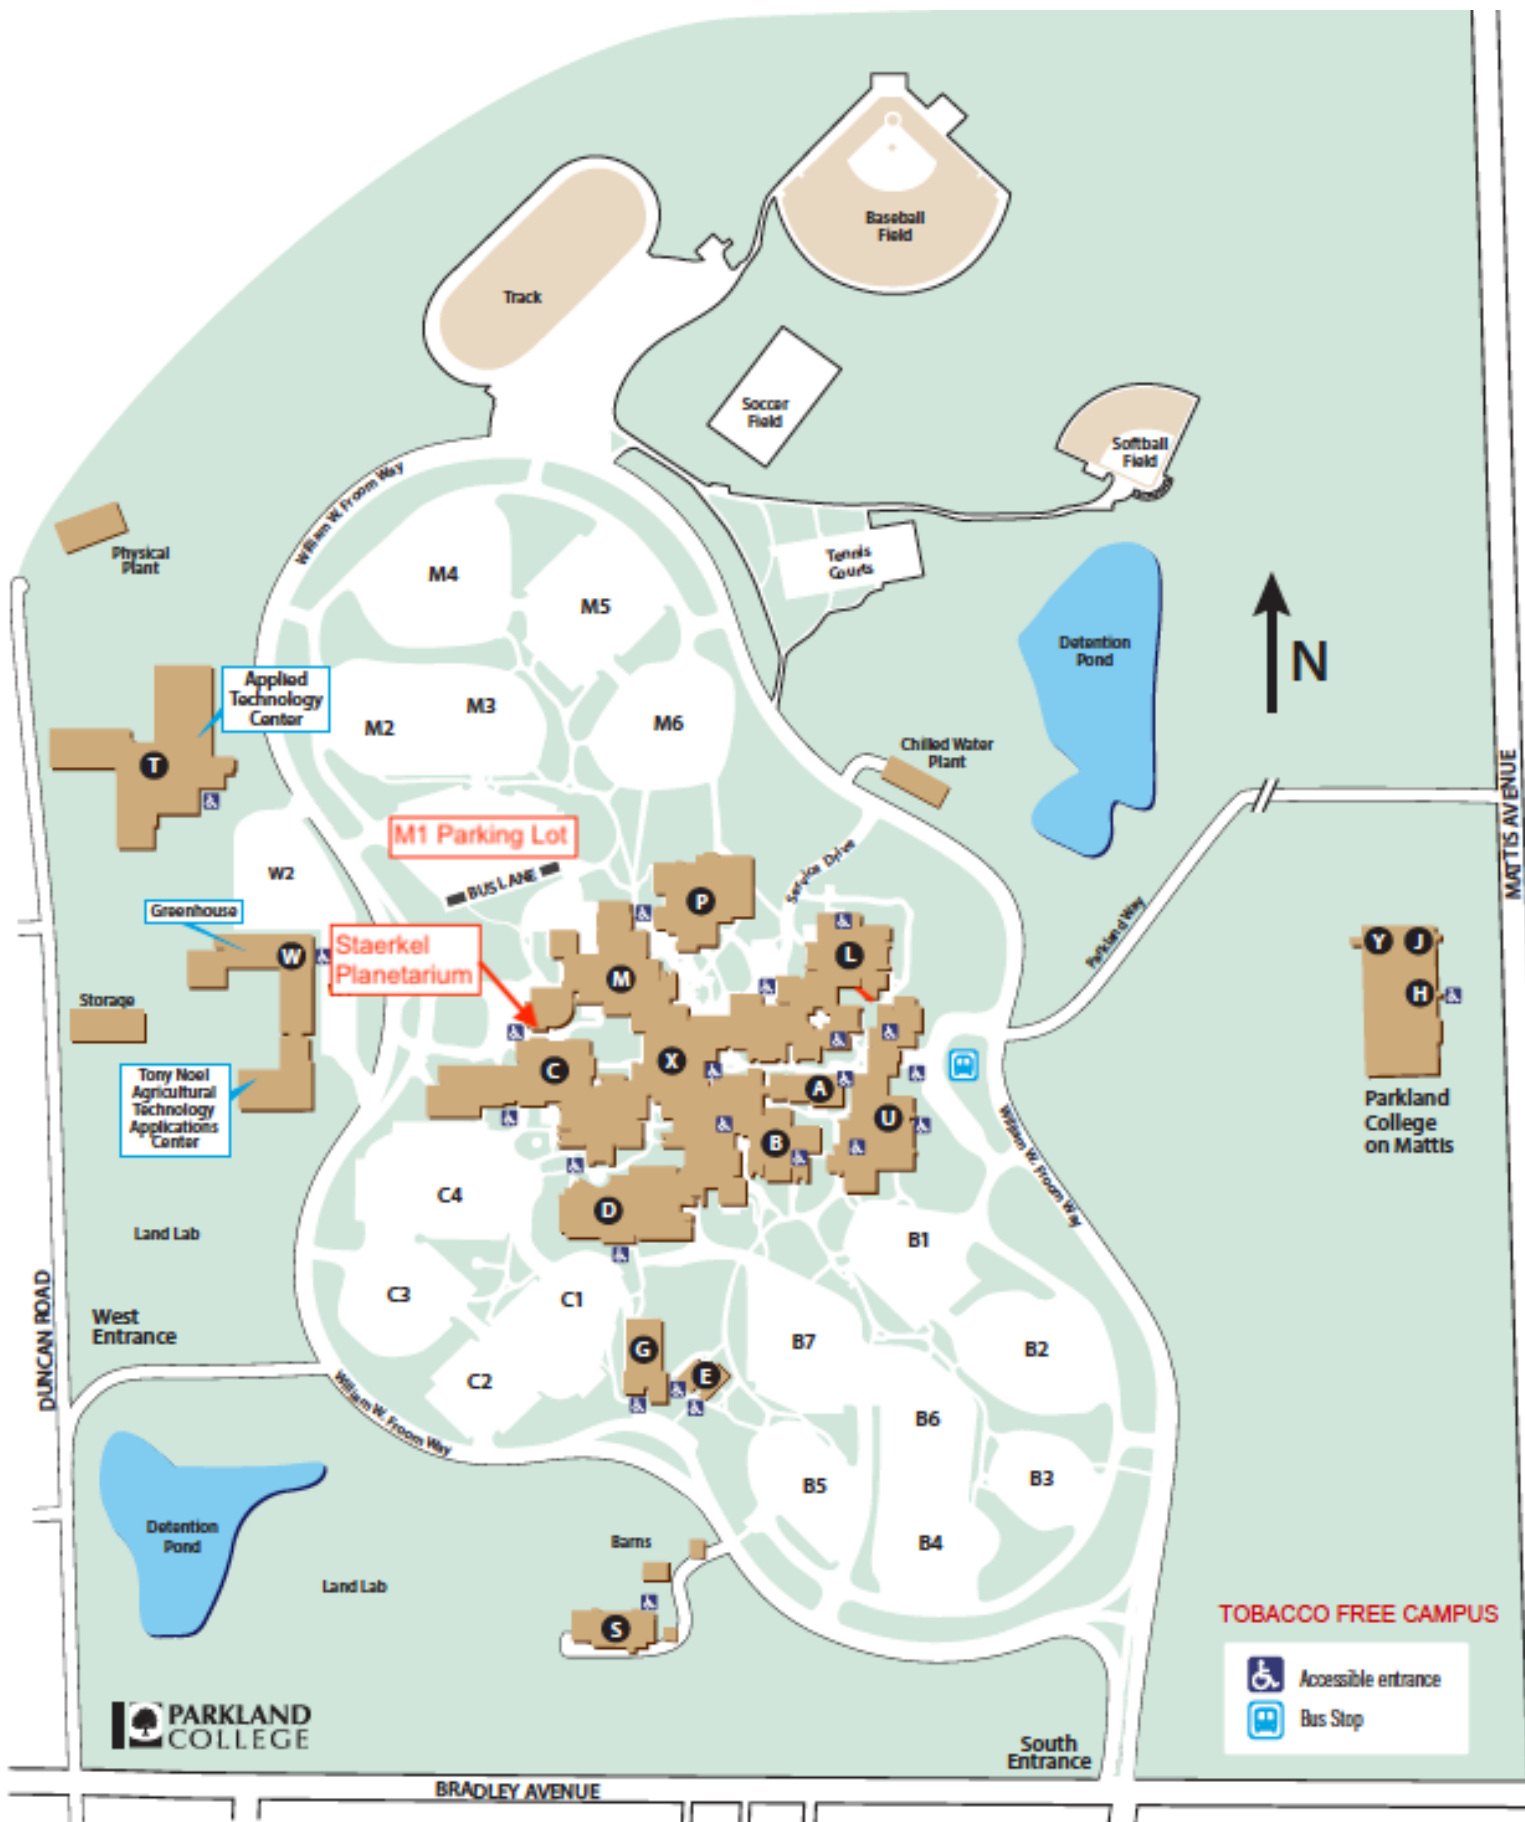 Baseball
Field
Track
Soccer
Field
Softball
Field
William W. Froom Way
Physical
Plant
M4
M5
Tennis
Courts
Detention
Pond
N
Applied
Technology
Center
M2
M3
M6
T
Chilled Water
Plant
MATTIS AVENUE
M1 Parking Lot
BUS LANE
Service Drive
W2
Greenhouse
P
Parkland Way
W
Staerkel
Planetarium
M
L
Y
J
H
Storage
X
C
A
U
B
Tony Noel
Agricultural
Technology
Applications
Center
Parkland
College
on Mattis
William W. Froom Way
C4
D
B1
Land Lab
DUNCAN ROAD
West
Entrance
C3
C1
G
E
B7
B2
C2
William W. Froom Way
B6
B5
B3
B4
Detention
Pond
Barns
Land Lab
S
TOBACCO FREE CAMPUS
Accessible entrance
Bus Stop
PARKLAND
COLLEGE
South
Entrance
BRADLEY AVENUE